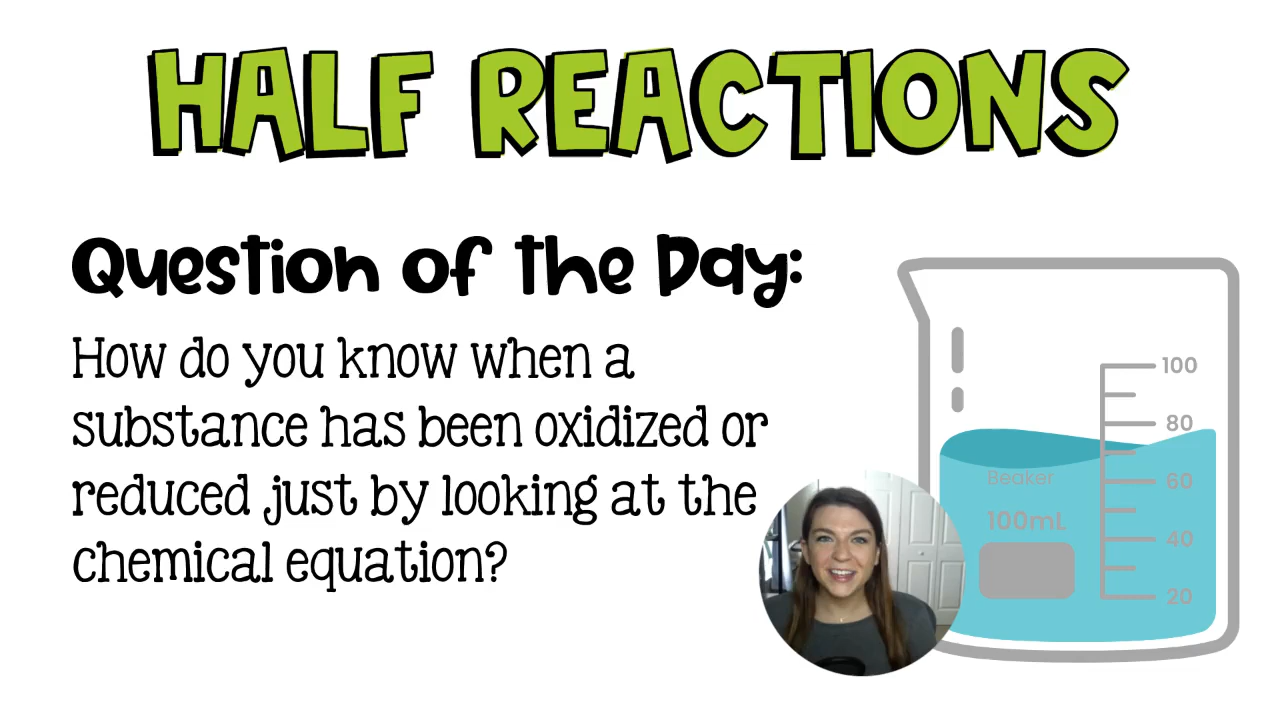 HALF REACTIONS
Question of the Day:
How do you know when a
substance has been oxidized or
reduced just by looking at the
chemical equation?
100
80
Beaker
60
100mL
40
20